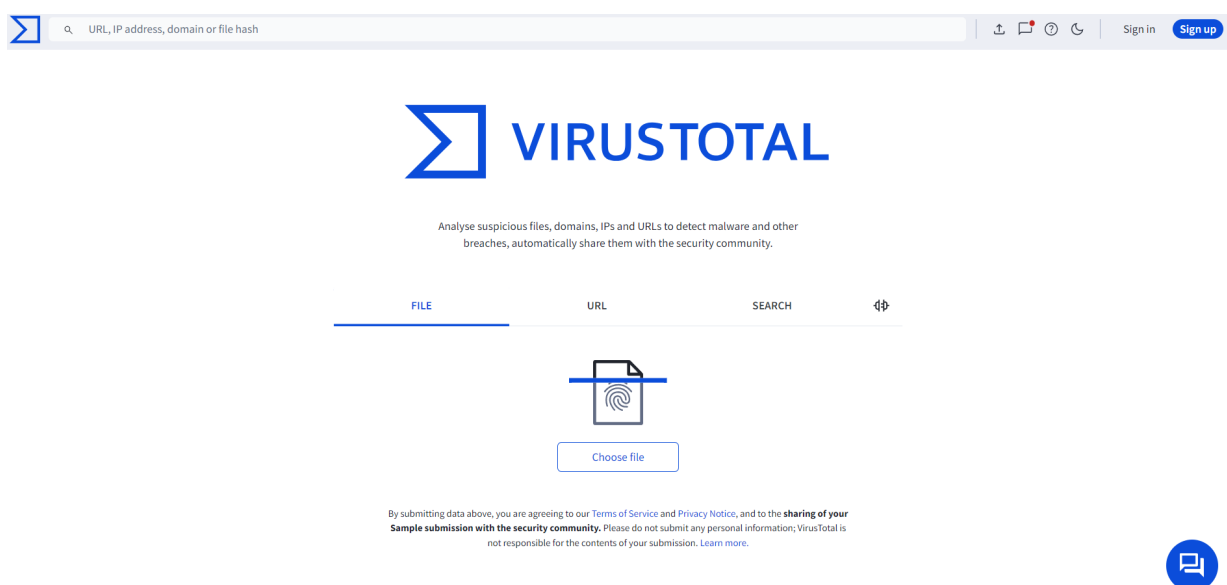 URL, IP address, domain or file hash
Sign in
Sign up
VIRUSTOTAL
Analyse suspicious files, domains, IPs and URLs to detect malware and other
breaches, automatically share them with the security community.
FILE
URL
SEARCH
Choose file
By submitting data above, you are agreeing to our Terms of Service and Privacy Notice, and to the sharing of your
Sample submission with the security community. Please do not submit any personal information; VirusTotal is
not responsible for the contents of your submission. Learn more.